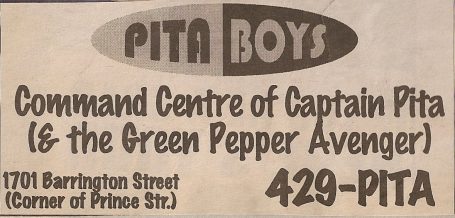 PITA BOYS
Command Centre of Captain Pita
(& the Green Pepper Avenger)
1701 Barrington Street
(Corner of Prince Str.)
429-PITA